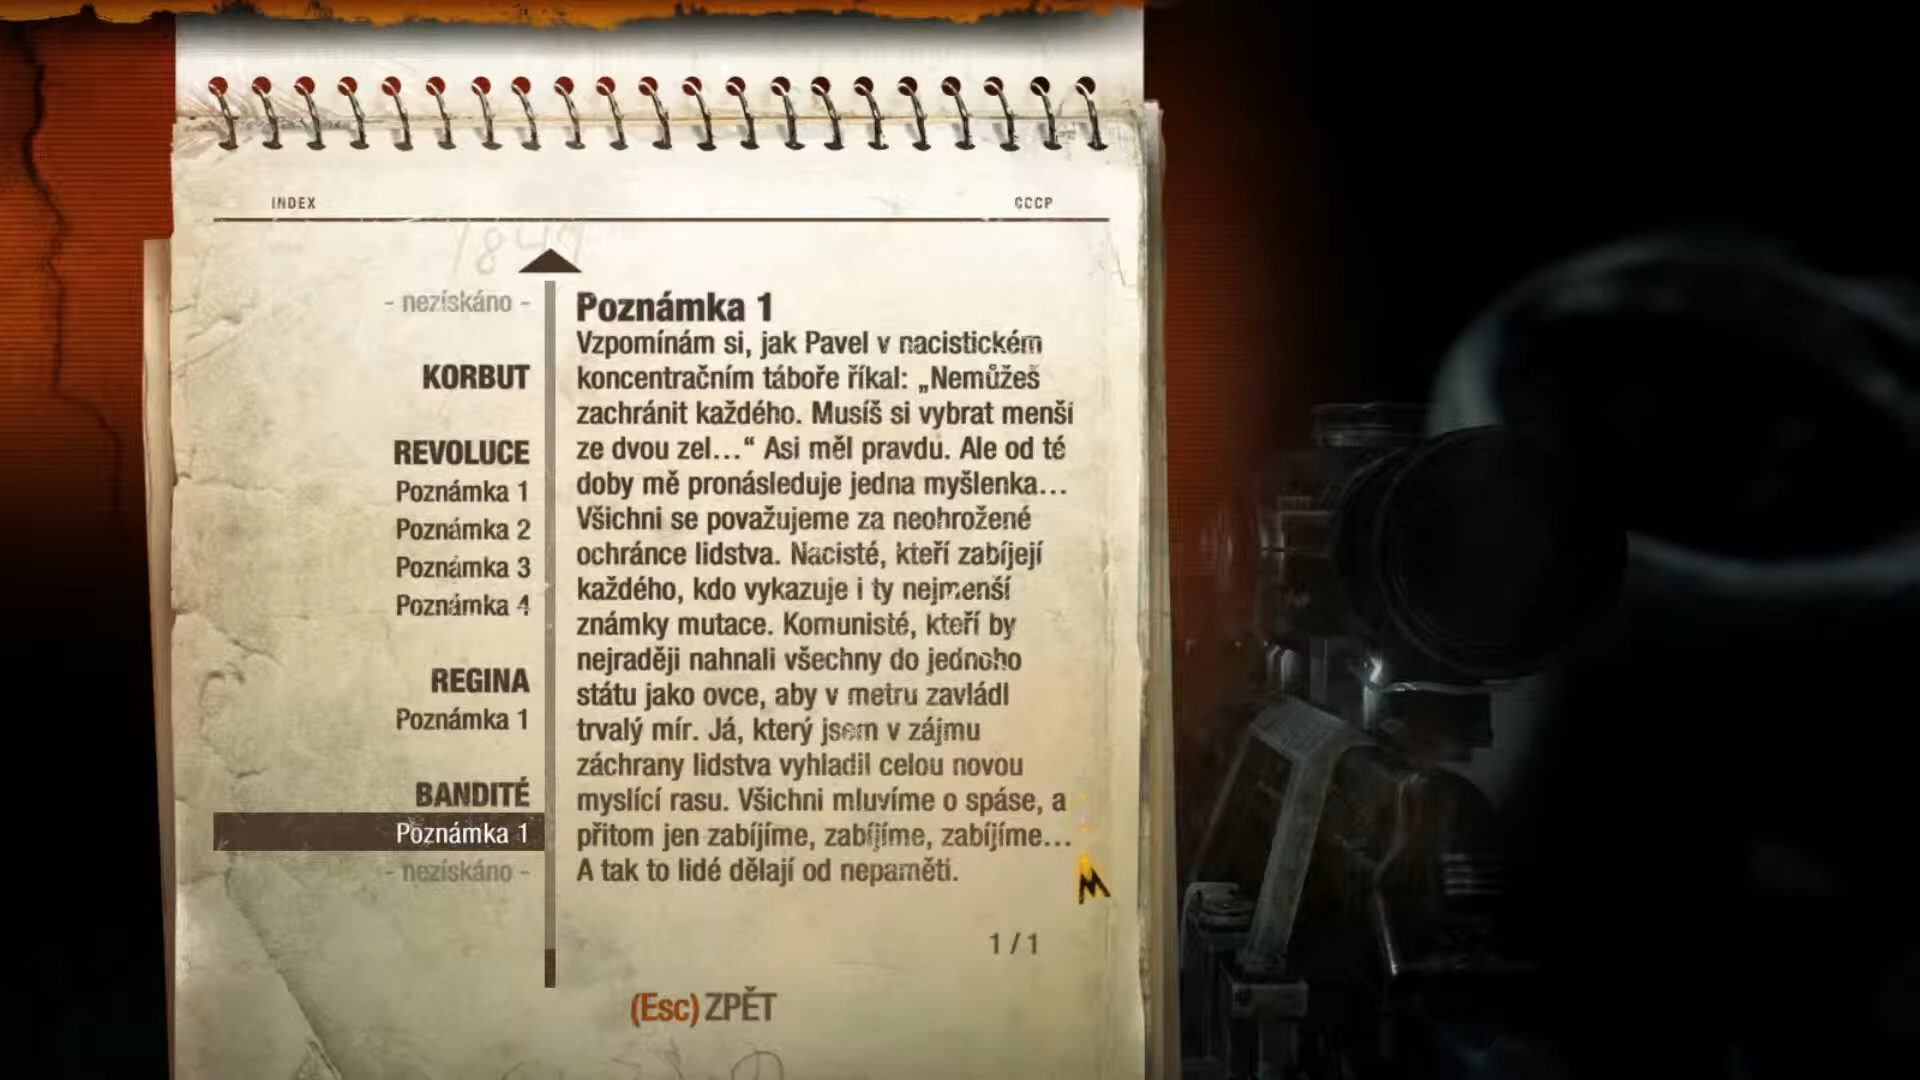 INDEX
CCCP
1849
- nezískáno -
KORBUT
REVOLUCE
Poznámka 1
Poznámka 2
Poznámka 3
Poznámka 4
REGINA
Poznámka 1
BANDITÉ
Poznámka 1
- nezískáno -
Poznámka 1
Vzpomínám si, jak Pavel v nacistickém
koncentračním táboře říkal: „Nemůžeš
zachránit každého. Musíš si vybrat menší
ze dvou zel…“ Asi měl pravdu. Ale od té
doby mě pronásleduje jedna myšlenka…
Všichni se považujeme za neohrožené
ochránce lidstva. Nacisté, kteří zabíjejí
každého, kdo vykazuje i ty nejmenší
známky mutace. Komunisté, kteří by
nejraději nahnali všechny do jednoho
státu jako ovce, aby v metru zavládl
trvalý mír. Já, který jsem v zájmu
záchrany lidstva vyhladil celou novou
myslící rasu. Všichni mluvíme o spáse, a
přitom jen zabíjíme, zabíjíme, zabíjíme…
A tak to lidé dělají od nepaměti.
1 / 1
(Esc) ZPĚT